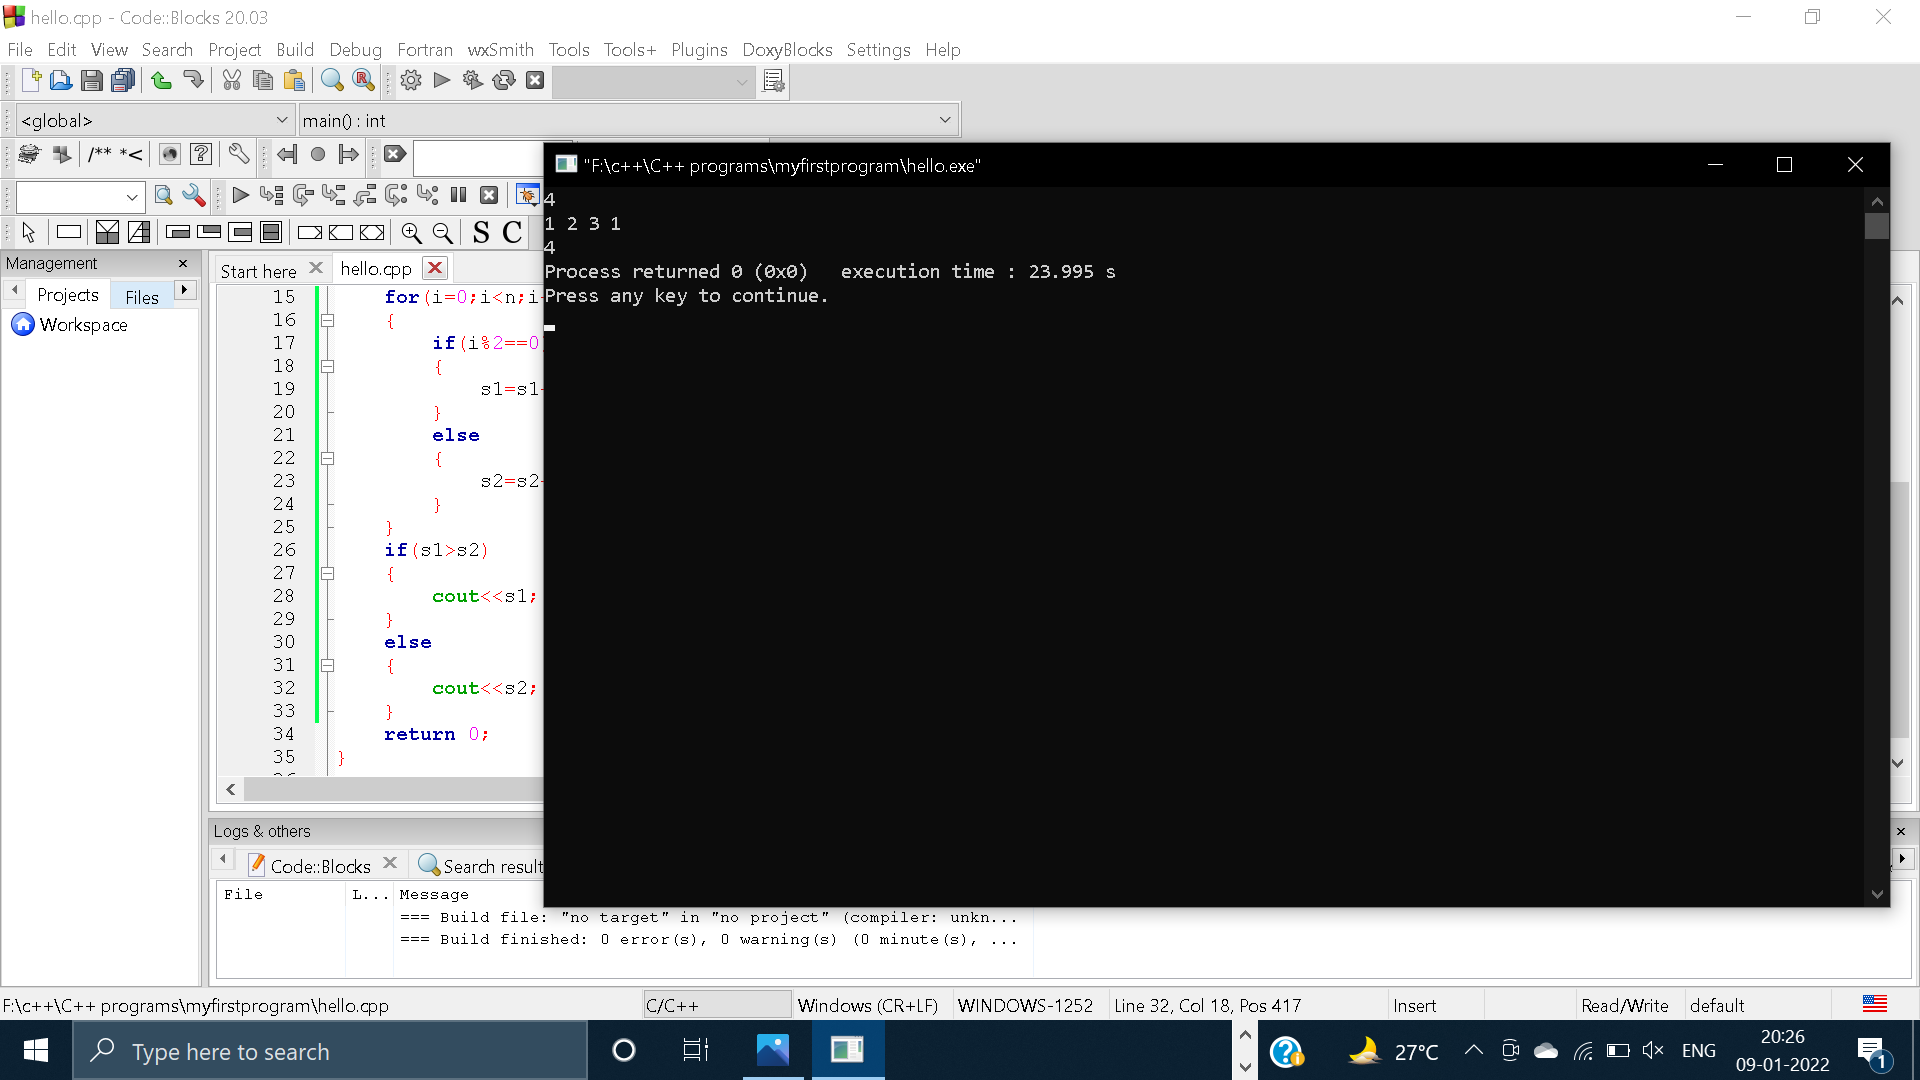 hello.cpp - Code::Blocks 20.03
File Edit View Search Project Build Debug Fortran wxSmith Tools Tools+ Plugins DoxyBlocks Settings Help
<global> main() : int
/** *<
"F:\c++\C++ programs\myfirstprogram\hello.exe"
4
1 2 3 1
4
Process returned 0 (0x0)   execution time : 23.995 s
Press any key to continue.
S C
Management
Projects Files
Workspace
Start here hello.cpp
15 for(i=0;i<n;i
16 {
17 if(i%2==0
18 {
19 s1=s1
20 }
21 else
22 {
23 s2=s2
24 }
25 }
26 if(s1>s2)
27 {
28 cout<<s1;
29 }
30 else
31 {
32 cout<<s2;
33 }
34 return 0;
35 }
Logs & others
Code::Blocks Search result
File L... Message
=== Build file: "no target" in "no project" (compiler: unkn...
=== Build finished: 0 error(s), 0 warning(s) (0 minute(s), ...
F:\c++\C++ programs\myfirstprogram\hello.cpp C/C++ Windows (CR+LF) WINDOWS-1252 Line 32, Col 18, Pos 417 Insert Read/Write default
Type here to search
27°C ENG
20:26
09-01-2022
1